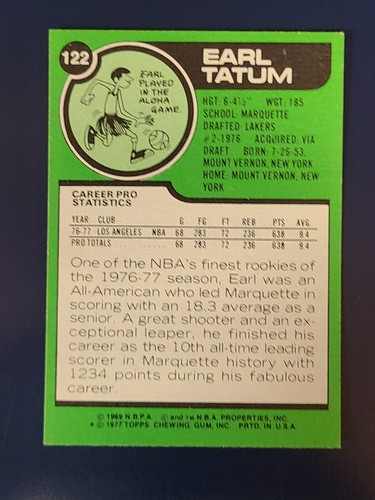 122
EARL
TATUM
EARL
PLAYED
IN THE
ALOHA
GAME.
HGT: 6-4½" WGT: 185
SCHOOL: MARQUETTE
DRAFTED: LAKERS
#2-1976 ACQUIRED: VIA
DRAFT BORN: 7-26-53,
MOUNT VERNON, NEW YORK
HOME: MOUNT VERNON, NEW
YORK
CAREER PRO
STATISTICS
YEAR CLUB G FG FT REB PTS AVG
76-77 LOS ANGELES NBA 68 283 72 236 638 9.4
PRO TOTALS . . . . . . . . 68 283 72 236 638 9.4
One of the NBA's finest rookies
of the 1976-77 season, Earl was an
All-American who led Marquette in
scoring with an 18.3 average as a
senior. A great shooter and an ex-
ceptional leaper, he finished his
career as the 10th all-time leading
scorer in Marquette history with
1234 points during his fabulous
career.
© 1969 N.B.P.A. © and ™ N.B.A. PROPERTIES, INC.
* © 1977 TOPPS CHEWING GUM, INC. PRTD. IN U.S.A.